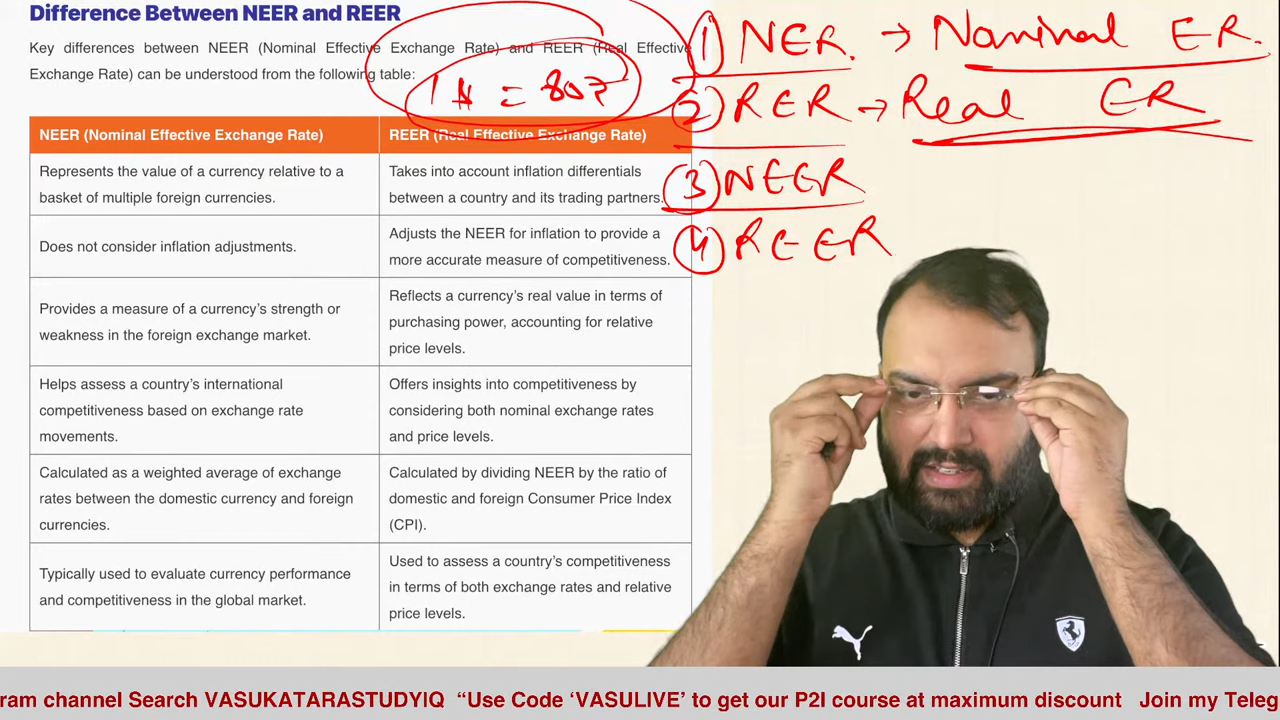 Difference Between NEER and REER
Key differences between NEER (Nominal Effective Exchange Rate) and REER (Real Effective
Exchange Rate) can be understood from the following table:
NEER (Nominal Effective Exchange Rate)
REER (Real Effective Exchange Rate)
Represents the value of a currency relative to a
basket of multiple foreign currencies.
Takes into account inflation differentials
between a country and its trading partners.
Does not consider inflation adjustments.
Adjusts the NEER for inflation to provide a
more accurate measure of competitiveness.
Provides a measure of a currency's strength or
weakness in the foreign exchange market.
Reflects a currency's real value in terms of
purchasing power, accounting for relative
price levels.
Helps assess a country's international
competitiveness based on exchange rate
movements.
Offers insights into competitiveness by
considering both nominal exchange rates
and price levels.
Calculated as a weighted average of exchange
rates between the domestic currency and foreign
currencies.
Calculated by dividing NEER by the ratio of
domestic and foreign Consumer Price Index
(CPI).
Typically used to evaluate currency performance
and competitiveness in the global market.
Used to assess a country's competitiveness
in terms of both exchange rates and relative
price levels.
1 $ = 80₹
1 NER. → Nominal ER.
2 RER → Real ER
3 NEER
4 REER
PUMA
ram channel Search VASUKATARASTUDYIQ “Use Code ‘VASULIVE’ to get our P2I course at maximum discount Join my Teleg